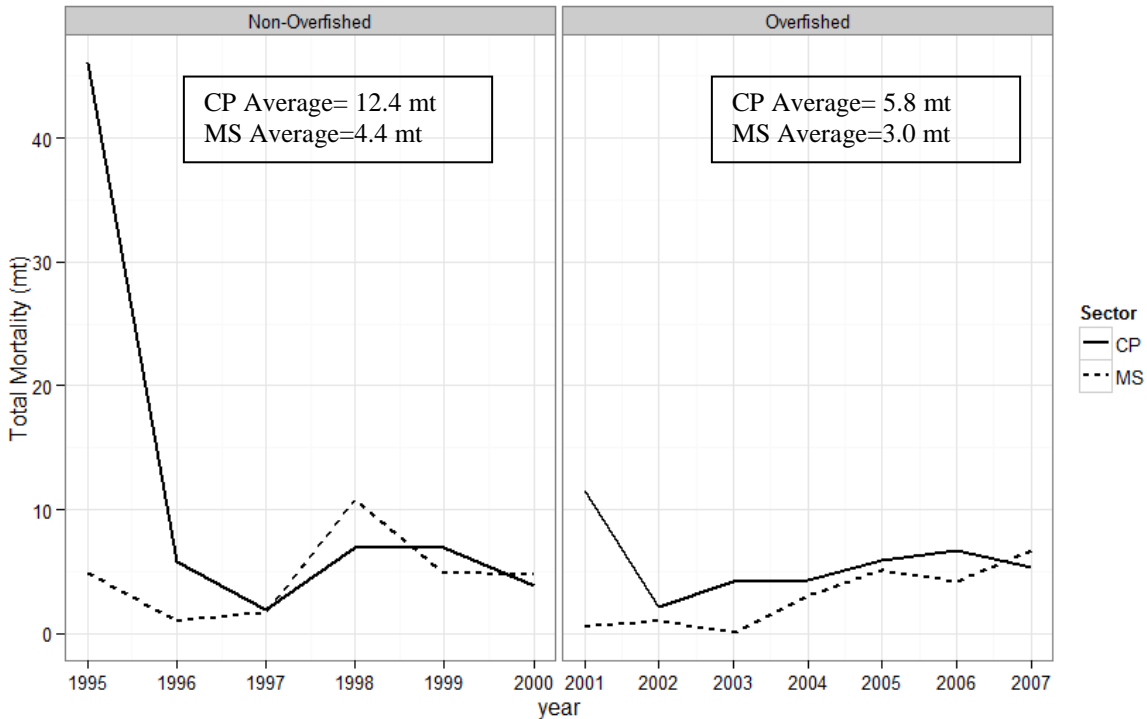 Non-Overfished
Overfished
CP Average= 12.4 mt
MS Average=4.4 mt
CP Average= 5.8 mt
MS Average=3.0 mt
Total Mortality (mt)
40
30
20
10
0
1995 1996 1997 1998 1999 2000 2001 2002 2003 2004 2005 2006 2007
year
Sector
CP
MS